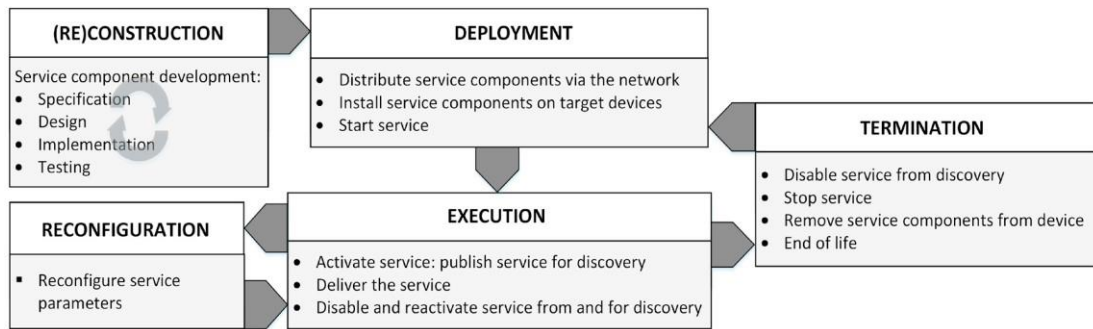 (RE)CONSTRUCTION
Service component development:
• Specification
• Design
• Implementation
• Testing
DEPLOYMENT
• Distribute service components via the network
• Install service components on target devices
• Start service
TERMINATION
• Disable service from discovery
• Stop service
• Remove service components from device
• End of life
RECONFIGURATION
▪ Reconfigure service
parameters
EXECUTION
• Activate service: publish service for discovery
• Deliver the service
• Disable and reactivate service from and for discovery